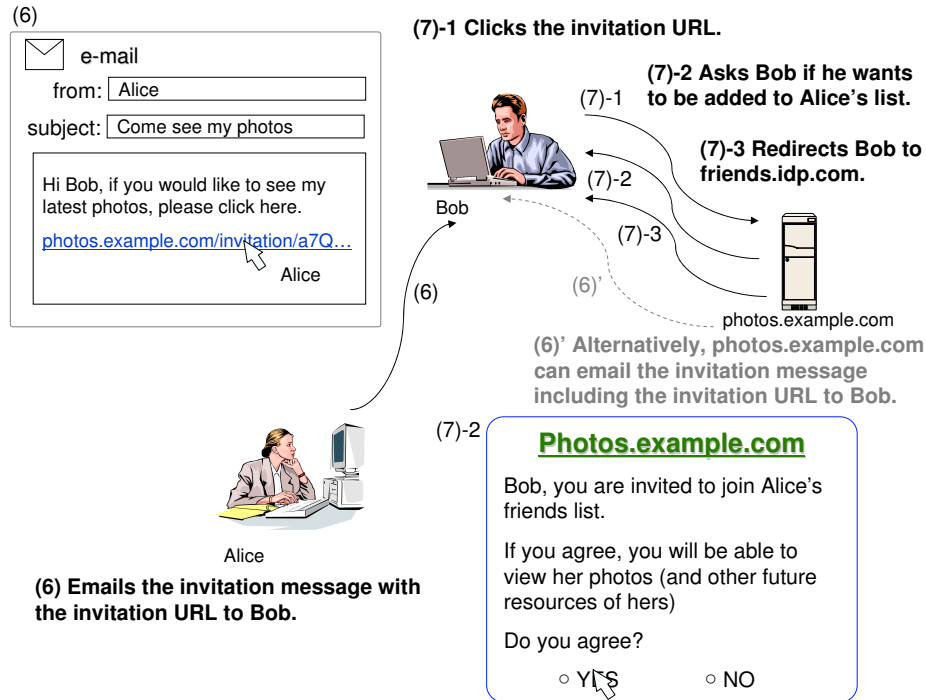 (6)
e-mail
from: Alice
subject: Come see my photos
Hi Bob, if you would like to see my
latest photos, please click here.
photos.example.com/invitation/a7Q…
Alice
(7)-1 Clicks the invitation URL.
(7)-2 Asks Bob if he wants
to be added to Alice's list.
(7)-1
(7)-3 Redirects Bob to
friends.idp.com.
(7)-2
Bob
(7)-3
(6)
(6)'
photos.example.com
(6)' Alternatively, photos.example.com
can email the invitation message
including the invitation URL to Bob.
Alice
(6) Emails the invitation message with
the invitation URL to Bob.
(7)-2
Photos.example.com
Bob, you are invited to join Alice's
friends list.
If you agree, you will be able to
view her photos (and other future
resources of hers)
Do you agree?
○ YES ○ NO